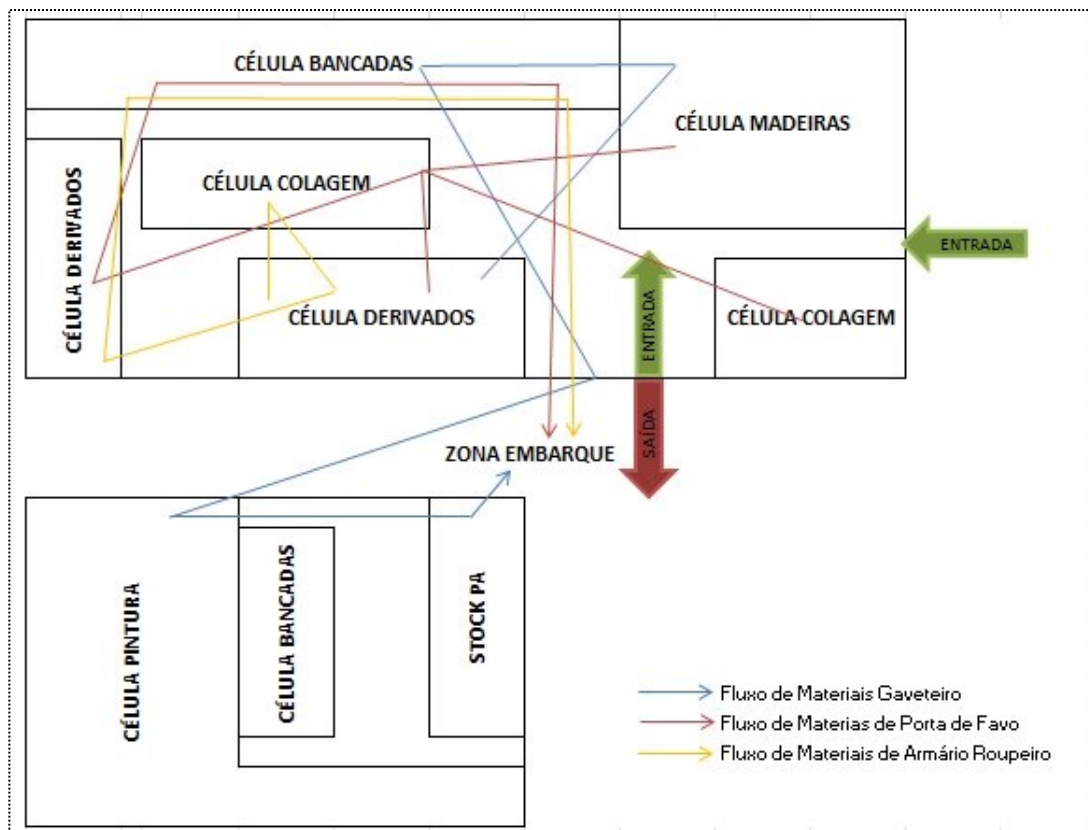 CÉLULA BANCADAS
CÉLULA MADEIRAS
CÉLULA COLAGEM
CÉLULA DERIVADOS
ENTRADA
ENTRADA
CÉLULA DERIVADOS
CÉLULA COLAGEM
SAÍDA
ZONA EMBARQUE
CÉLULA PINTURA
CÉLULA BANCADAS
STOCK PA
Fluxo de Materiais Gaveteiro
Fluxo de Materias de Porta de Favo
Fluxo de Materiais de Armário Roupeiro